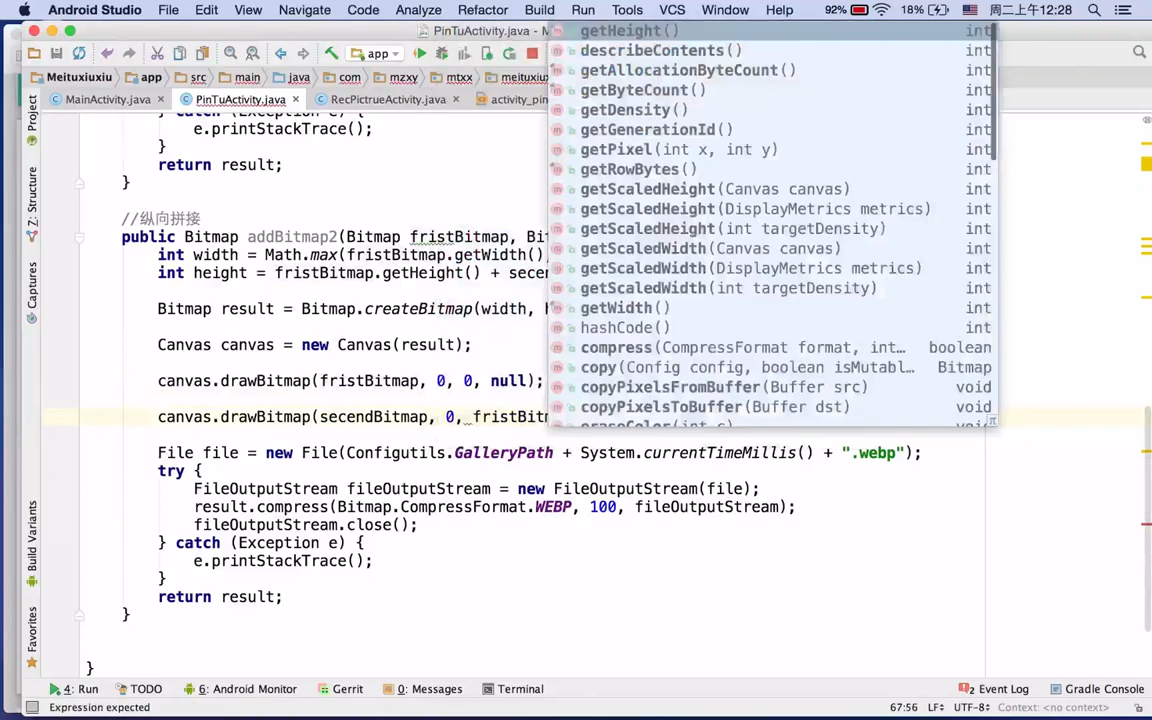 Android Studio File Edit View Navigate Code Analyze Refactor Build Run Tools VCS Window Help 92% 18% 周二上午12:28
PinTuActivity.java - M
app
Meituxiuxiu app src main java com mzxy mtxx meituxiu
MainActivity.java PinTuActivity.java RecPictrueActivity.java activity_pin
Project
Z: Structure
Captures
Build Variants
Favorites
} catch (Exception e) {
e.printStackTrace();
}
return result;
}
//纵向拼接
public Bitmap addBitmap2(Bitmap fristBitmap, Bi
int width = Math.max(fristBitmap.getWidth(),
int height = fristBitmap.getHeight() + sece
Bitmap result = Bitmap.createBitmap(width, h
Canvas canvas = new Canvas(result);
canvas.drawBitmap(fristBitmap, 0, 0, null);
canvas.drawBitmap(secendBitmap, 0, fristBitm
File file = new File(Configutils.GalleryPath + System.currentTimeMillis() + ".webp");
try {
FileOutputStream fileOutputStream = new FileOutputStream(file);
result.compress(Bitmap.CompressFormat.WEBP, 100, fileOutputStream);
fileOutputStream.close();
} catch (Exception e) {
e.printStackTrace();
}
return result;
}
}
getHeight() int
describeContents() int
getAllocationByteCount() int
getByteCount() int
getDensity() int
getGenerationId() int
getPixel(int x, int y) int
getRowBytes() int
getScaledHeight(Canvas canvas) int
getScaledHeight(DisplayMetrics metrics) int
getScaledHeight(int targetDensity) int
getScaledWidth(Canvas canvas) int
getScaledWidth(DisplayMetrics metrics) int
getScaledWidth(int targetDensity) int
getWidth() int
hashCode() int
compress(CompressFormat format, int… boolean
copy(Config config, boolean isMutabl… Bitmap
copyPixelsFromBuffer(Buffer src) void
copyPixelsToBuffer(Buffer dst) void
eraseColor(int c) void
4: Run TODO 6: Android Monitor Gerrit 0: Messages Terminal 2 Event Log Gradle Console
Expression expected 67:56 LF UTF-8 Context: <no context>